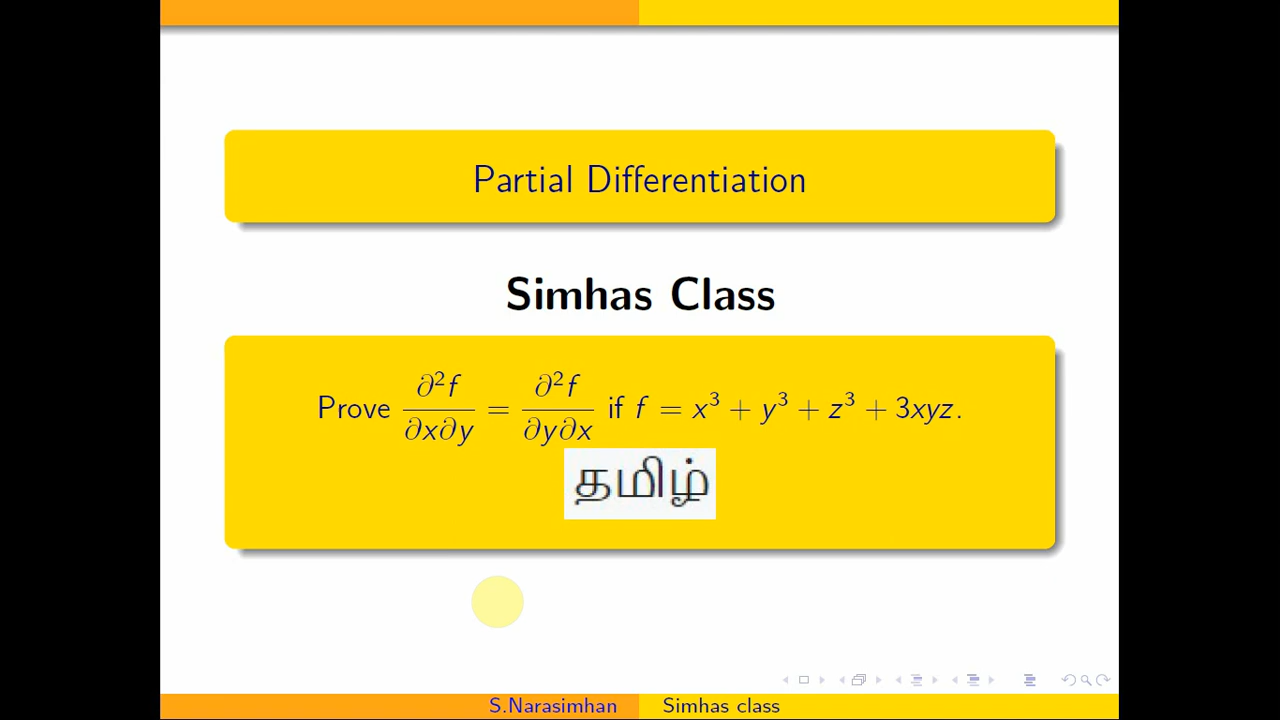 Partial Differentiation
Simhas Class
Prove ∂²f/∂x∂y = ∂²f/∂y∂x if f = x³ + y³ + z³ + 3xyz.
தமிழ்
S.Narasimhan Simhas class